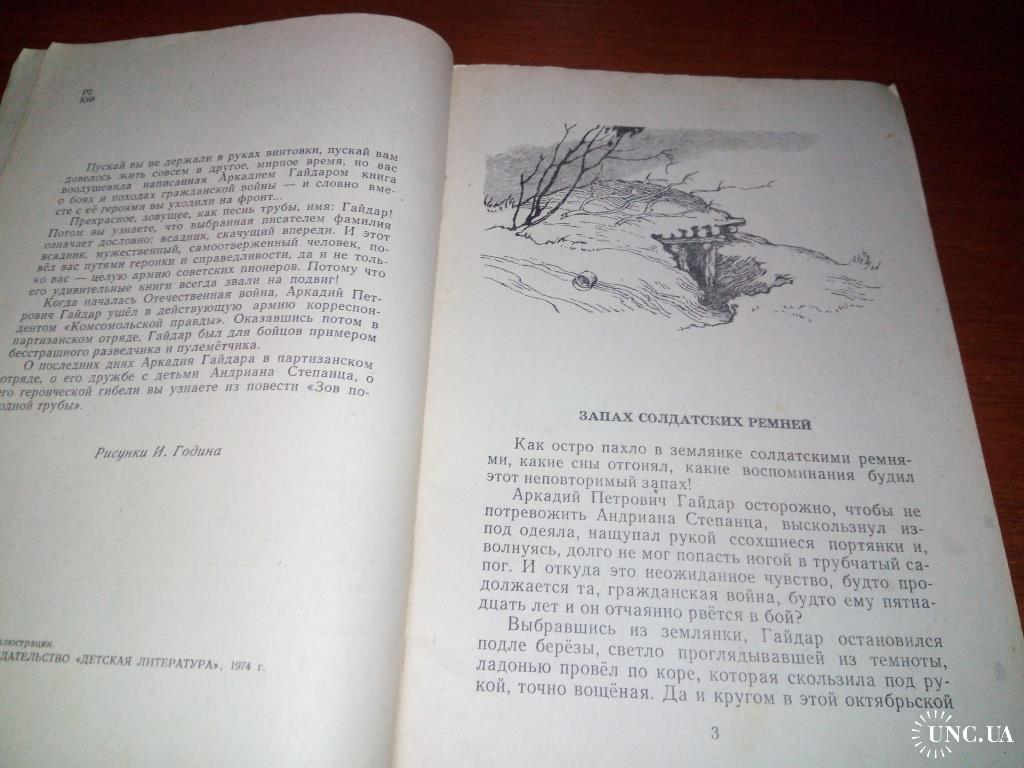 Р2
К68
Пускай вы не держали в руках винтовки, пускай вам
довелось жить совсем в другое, мирное время, но вас
воодушевила написанная Аркадием Гайдаром книга
о боях и походах гражданской войны — и словно вме-
сте с её героями вы уходили на фронт...
Прекрасное, зовущее, как песнь трубы, имя: Гайдар!
Потом вы узнаете, что выбранная писателем фамилия
означает дословно: всадник, скачущий впереди. И этот
всадник, мужественный, самоотверженный человек, по-
вёл вас путями героики и справедливости, да и не толь-
ко вас — целую армию советских пионеров. Потому что
его удивительные книги всегда звали на подвиг!
Когда началась Отечественная война, Аркадий Пет-
рович Гайдар ушёл в действующую армию корреспон-
дентом «Комсомольской правды». Оказавшись потом в
партизанском отряде, Гайдар был для бойцов примером
бесстрашного разведчика и пулемётчика.
О последних днях Аркадия Гайдара в партизанском
отряде, о его дружбе с детьми Андриана Степанца, о
его героической гибели вы узнаете из повести «Зов по-
одной трубы».
Рисунки И. Година
ллюстрации.
ДАТЕЛЬСТВО «ДЕТСКАЯ ЛИТЕРАТУРА», 1974 г.
ЗАПАХ СОЛДАТСКИХ РЕМНЕЙ
Как остро пахло в землянке солдатскими ремня-
ми, какие сны отгонял, какие воспоминания будил
этот неповторимый запах!
Аркадий Петрович Гайдар осторожно, чтобы не
потревожить Андриана Степанца, выскользнул из-
под одеяла, нащупал рукой ссохшиеся портянки и,
волнуясь, долго не мог попасть ногой в трубчатый са-
пог. И откуда это неожиданное чувство, будто про-
должается та, гражданская война, будто ему пятна-
дцать лет и он отчаянно рвётся в бой?
Выбравшись из землянки, Гайдар остановился
подле берёзы, светло проглядывавшей из темноты,
ладонью провёл по коре, которая скользила под ру-
кой, точно вощёная. Да и кругом в этой октябрьской
3
UNC.UA